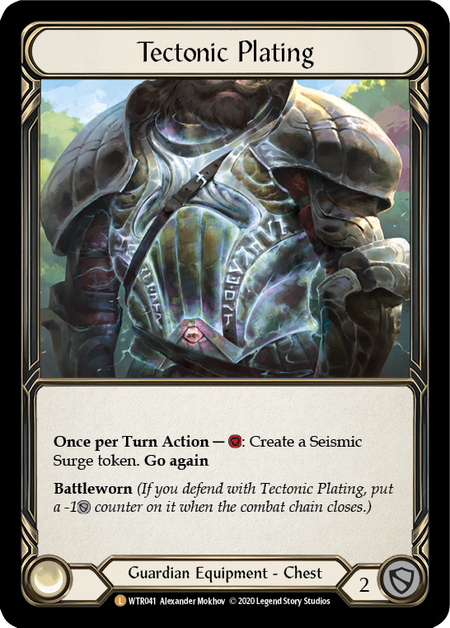 Tectonic Plating
Once per Turn Action — : Create a Seismic
Surge token. Go again
Battleworn (If you defend with Tectonic Plating, put
a -1 counter on it when the combat chain closes.)
Guardian Equipment - Chest
2
L WTR041 Alexander Mokhov © 2020 Legend Story Studios